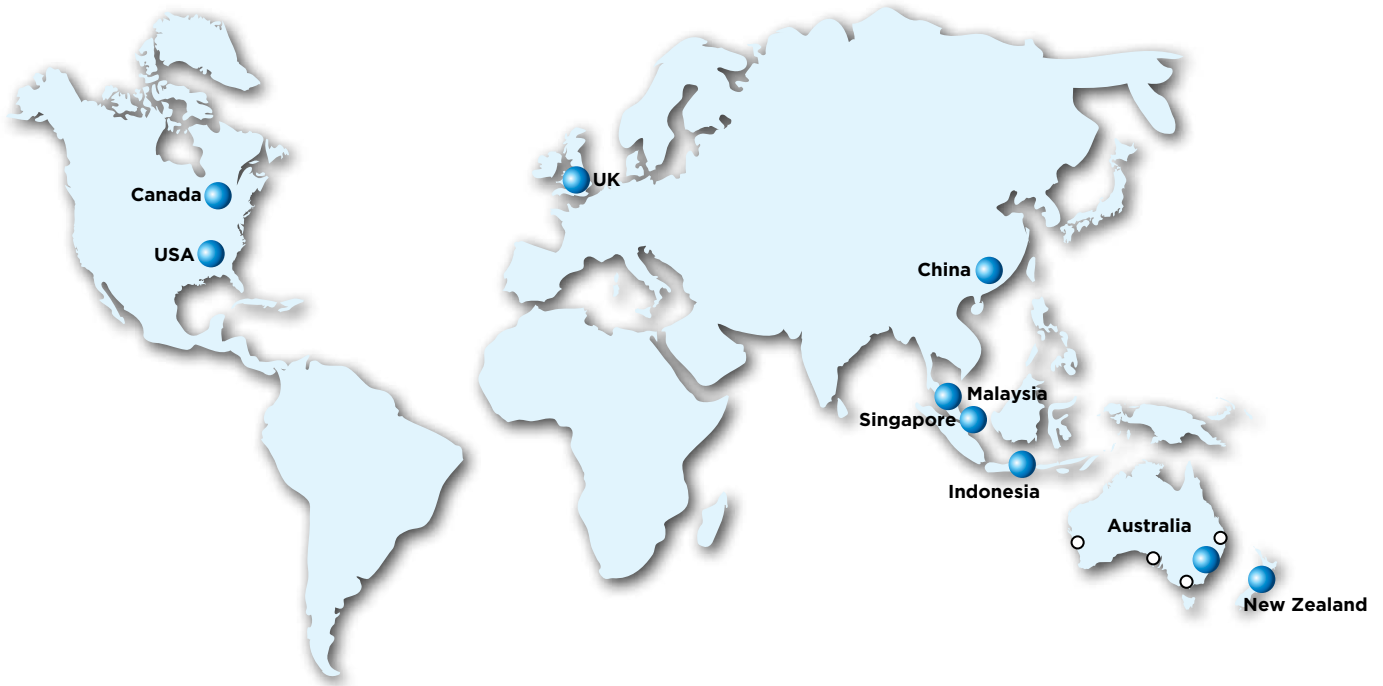 Canada
UK
USA
China
Malaysia
Singapore
Indonesia
Australia
New Zealand